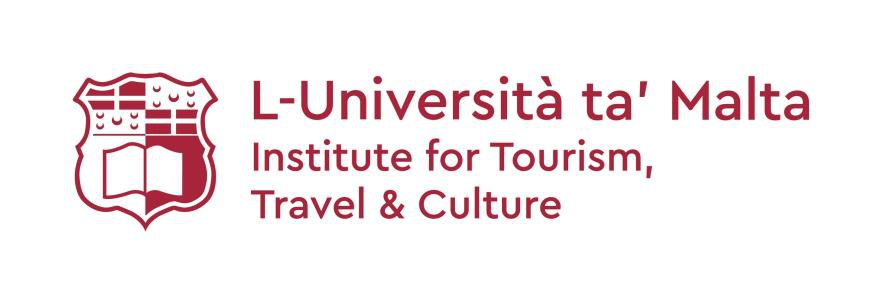 L-Università ta' Malta
Institute for Tourism,
Travel & Culture